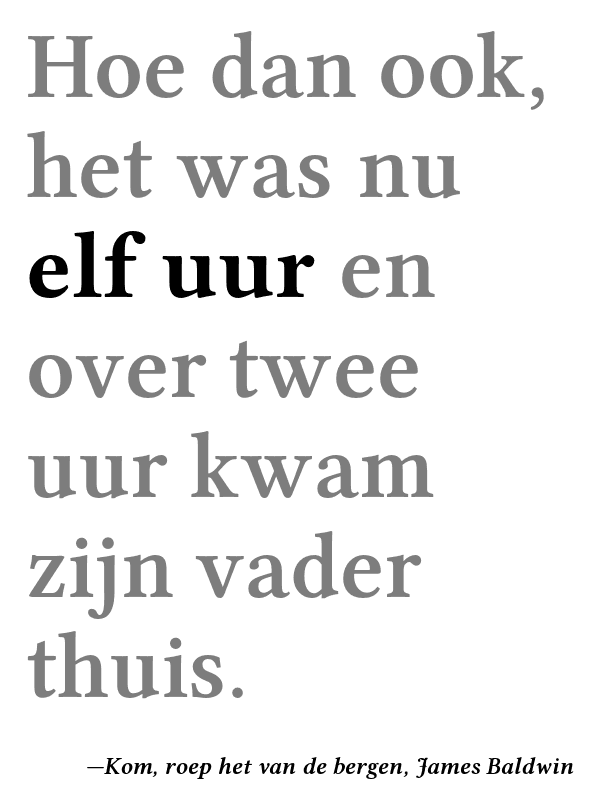 Hoe dan ook,
het was nu
elf uur en
over twee
uur kwam
zijn vader
thuis.
—Kom, roep het van de bergen, James Baldwin